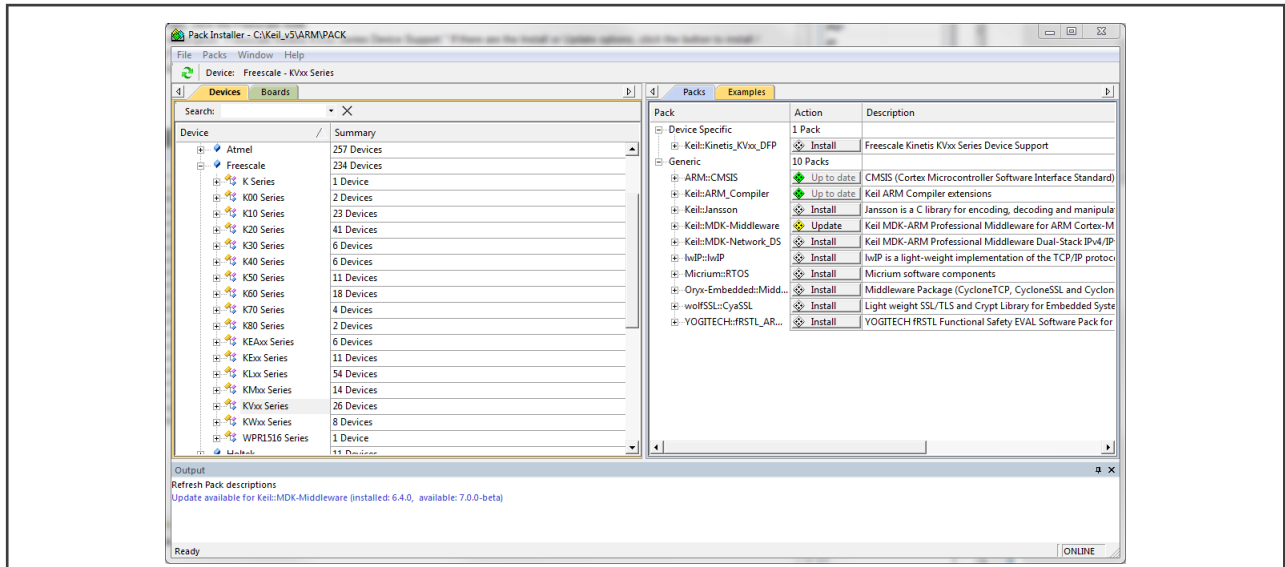 Pack Installer - C:\Keil_v5\ARM\PACK
File Packs Window Help
Device: Freescale - KVxx Series
Devices Boards
Search:
Device / Summary
Atmel 257 Devices
Freescale 234 Devices
K Series 1 Device
K00 Series 2 Devices
K10 Series 23 Devices
K20 Series 41 Devices
K30 Series 6 Devices
K40 Series 6 Devices
K50 Series 11 Devices
K60 Series 18 Devices
K70 Series 4 Devices
K80 Series 2 Devices
KEAxx Series 6 Devices
KExx Series 11 Devices
KLxx Series 54 Devices
KMxx Series 14 Devices
KVxx Series 26 Devices
KWxx Series 8 Devices
WPR1516 Series 1 Device
Holtek 11 Devices
Packs Examples
Pack Action Description
Device Specific 1 Pack
Keil::Kinetis_KVxx_DFP Install Freescale Kinetis KVxx Series Device Support
Generic 10 Packs
ARM::CMSIS Up to date CMSIS (Cortex Microcontroller Software Interface Standard)
Keil::ARM_Compiler Up to date Keil ARM Compiler extensions
Keil::Jansson Install Jansson is a C library for encoding, decoding and manipula
Keil::MDK-Middleware Update Keil MDK-ARM Professional Middleware for ARM Cortex-M
Keil::MDK-Network_DS Install Keil MDK-ARM Professional Middleware Dual-Stack IPv4/IP
lwIP::lwIP Install lwIP is a light-weight implementation of the TCP/IP protoc
Micrium::RTOS Install Micrium software components
Oryx-Embedded::Midd... Install Middleware Package (CycloneTCP, CycloneSSL and Cyclon
wolfSSL::CyaSSL Install Light weight SSL/TLS and Crypt Library for Embedded Syste
YOGITECH::fRSTL_AR... Install YOGITECH fRSTL Functional Safety EVAL Software Pack for
Output
Refresh Pack descriptions
Update available for Keil::MDK-Middleware (installed: 6.4.0, available: 7.0.0-beta)
Ready ONLINE